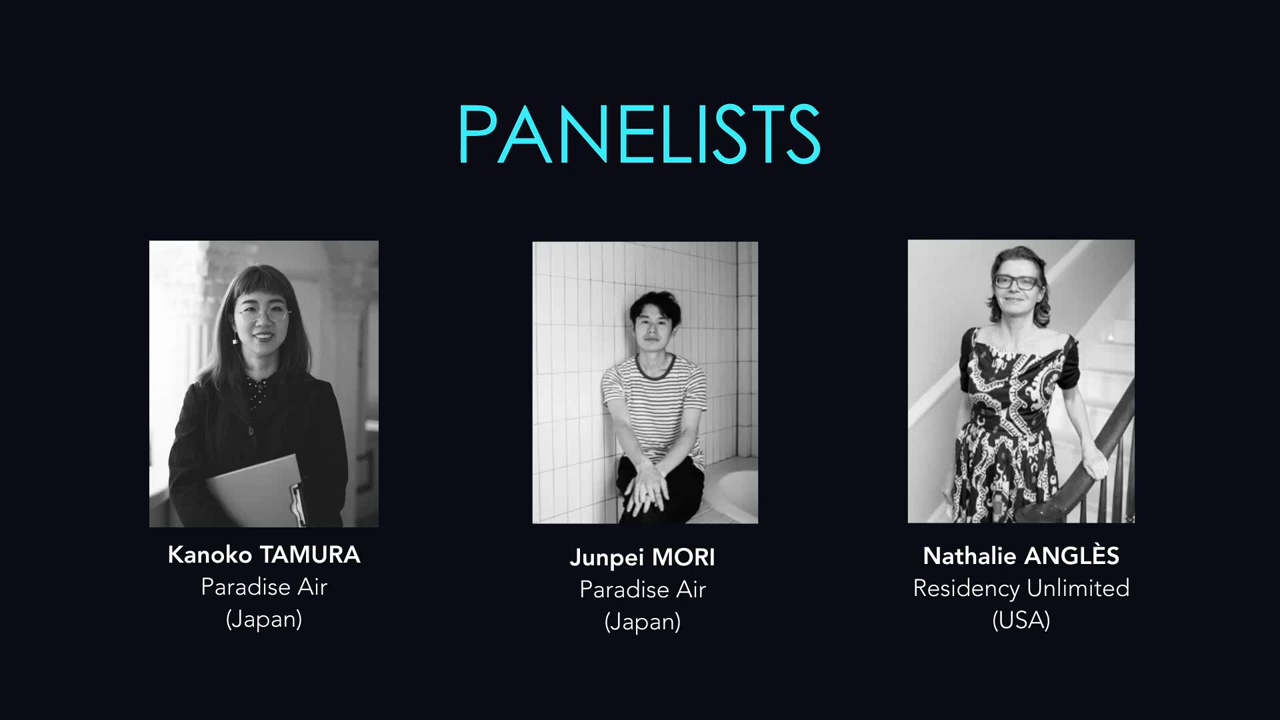 PANELISTS
Kanoko TAMURA
Paradise Air
(Japan)
Junpei MORI
Paradise Air
(Japan)
Nathalie ANGLÈS
Residency Unlimited
(USA)